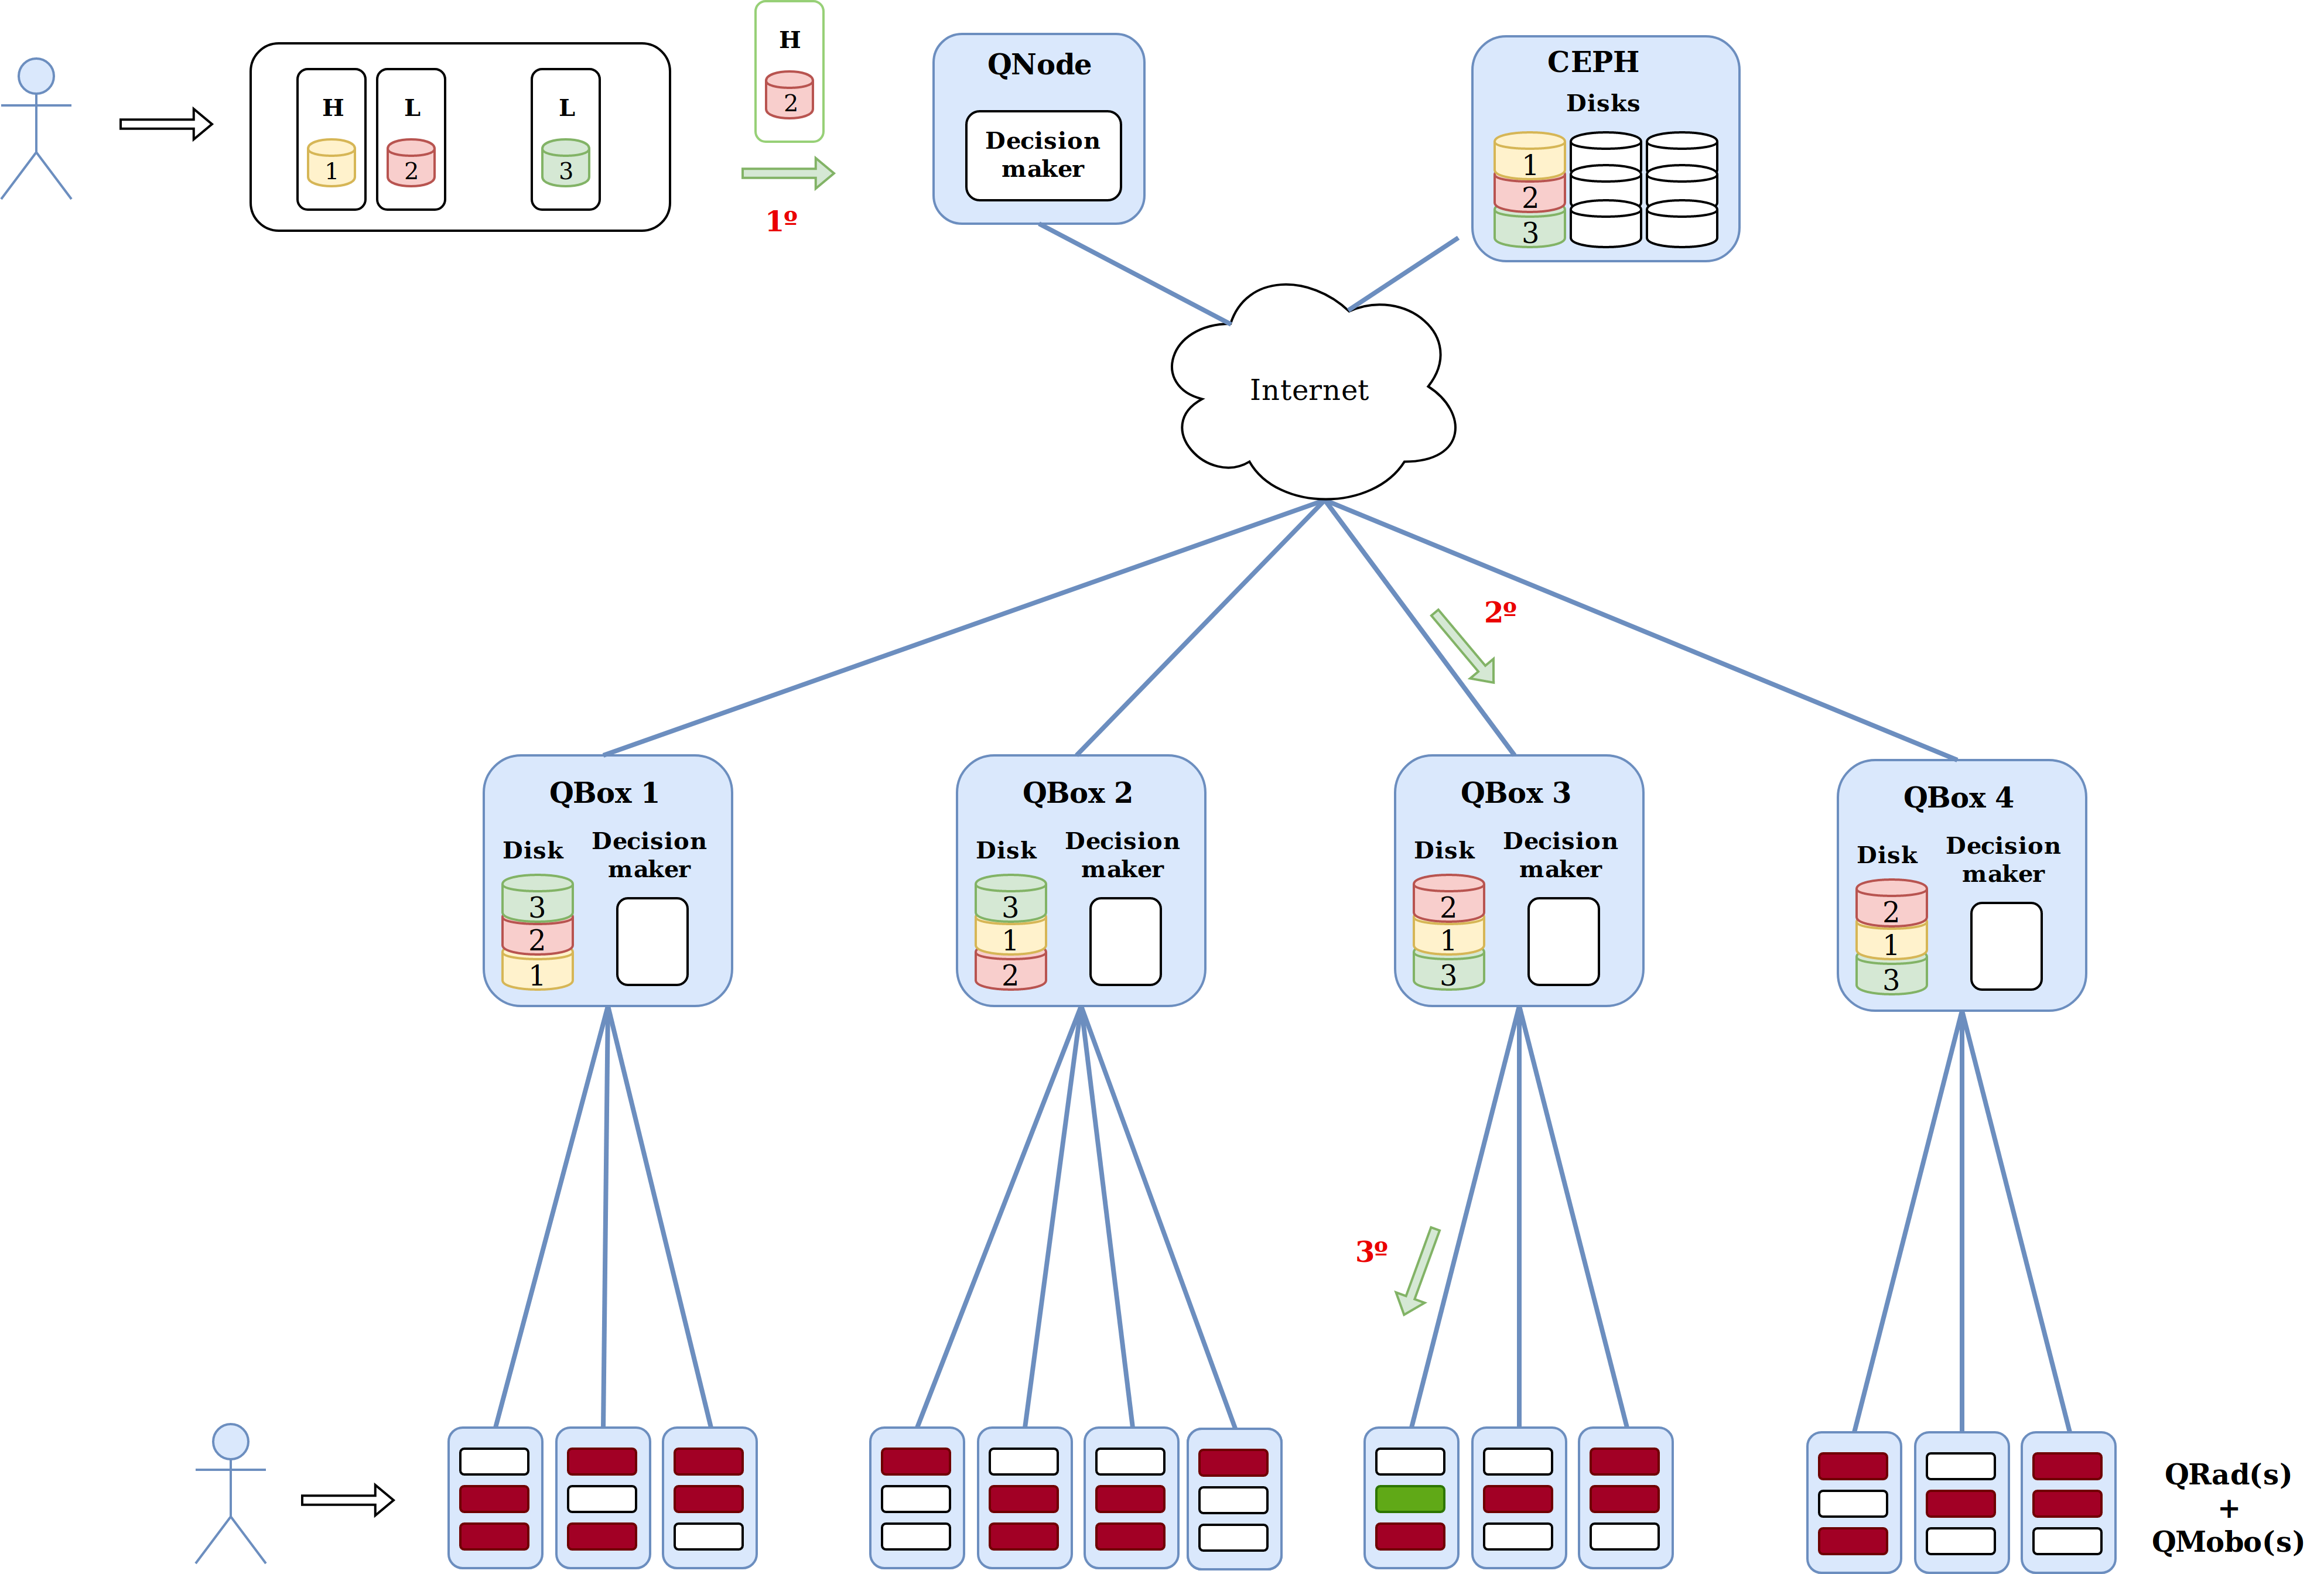 H
2
1º
H
L
L
1
2
3
QNode
Decision
maker
CEPH
Disks
1
2
3
Internet
2º
QBox 1
Disk
Decision
maker
3
2
1
QBox 2
Disk
Decision
maker
3
1
2
QBox 3
Disk
Decision
maker
2
1
3
QBox 4
Disk
Decision
maker
2
1
3
3º
QRad(s)
+
QMobo(s)